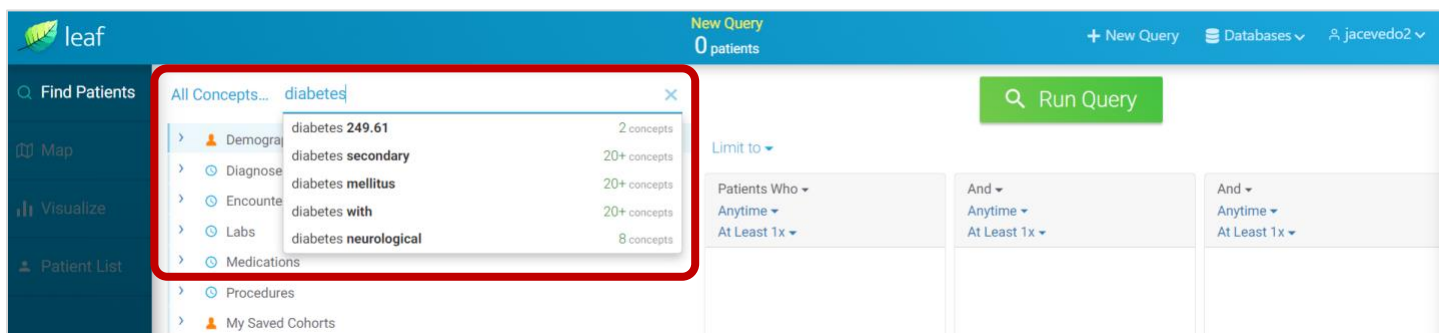 leaf
New Query
0 patients
+ New Query
Databases
jacevedo2
Find Patients
Map
Visualize
Patient List
All Concepts... diabetes
diabetes 249.61 2 concepts
diabetes secondary 20+ concepts
diabetes mellitus 20+ concepts
diabetes with 20+ concepts
diabetes neurological 8 concepts
Demogra
Diagnose
Encounte
Labs
Medications
Procedures
My Saved Cohorts
Run Query
Limit to
Patients Who
Anytime
At Least 1x
And
Anytime
At Least 1x
And
Anytime
At Least 1x